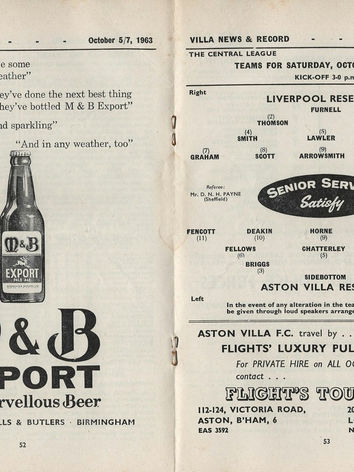 - - - October 5/7, 1963
e some
eather"
ey've done the next best thing
hey've bottled M & B Export"
nd sparkling"
"And in any weather, too"
M&B
EXPORT
PALE ALE
& B
PORT
rvellous Beer
LLS & BUTLERS · BIRMINGHAM
52
VILLA NEWS & RECORD - - -
THE CENTRAL LEAGUE
TEAMS FOR SATURDAY, OCTO
KICK-OFF 3-0 p.m
Right
LIVERPOOL RESE
FURNELL
(2)
THOMSON
(4) (5)
SMITH LAWLER
(7) (8) (9)
GRAHAM SCOTT ARROWSMITH
Referee:
Mr. D. N. H. PAYNE
(Sheffield)
SENIOR SERV
Satisfy
FENCOTT DEAKIN HORNE
(11) (10) (9)
FELLOWS CHATTERLEY
(6) (5)
BRIGGS
(3)
SIDEBOTTOM
Left
ASTON VILLA RES
In the event of any alteration in the tea
be given through loud speakers arrange
ASTON VILLA F.C. travel by . .
FLIGHTS' LUXURY PUL
For PRIVATE HIRE on ALL OC
contact . . .
FLIGHT'S TOU
112-124, VICTORIA ROAD, 20
ASTON, B'HAM, 6 L
EAS 3592 N
53